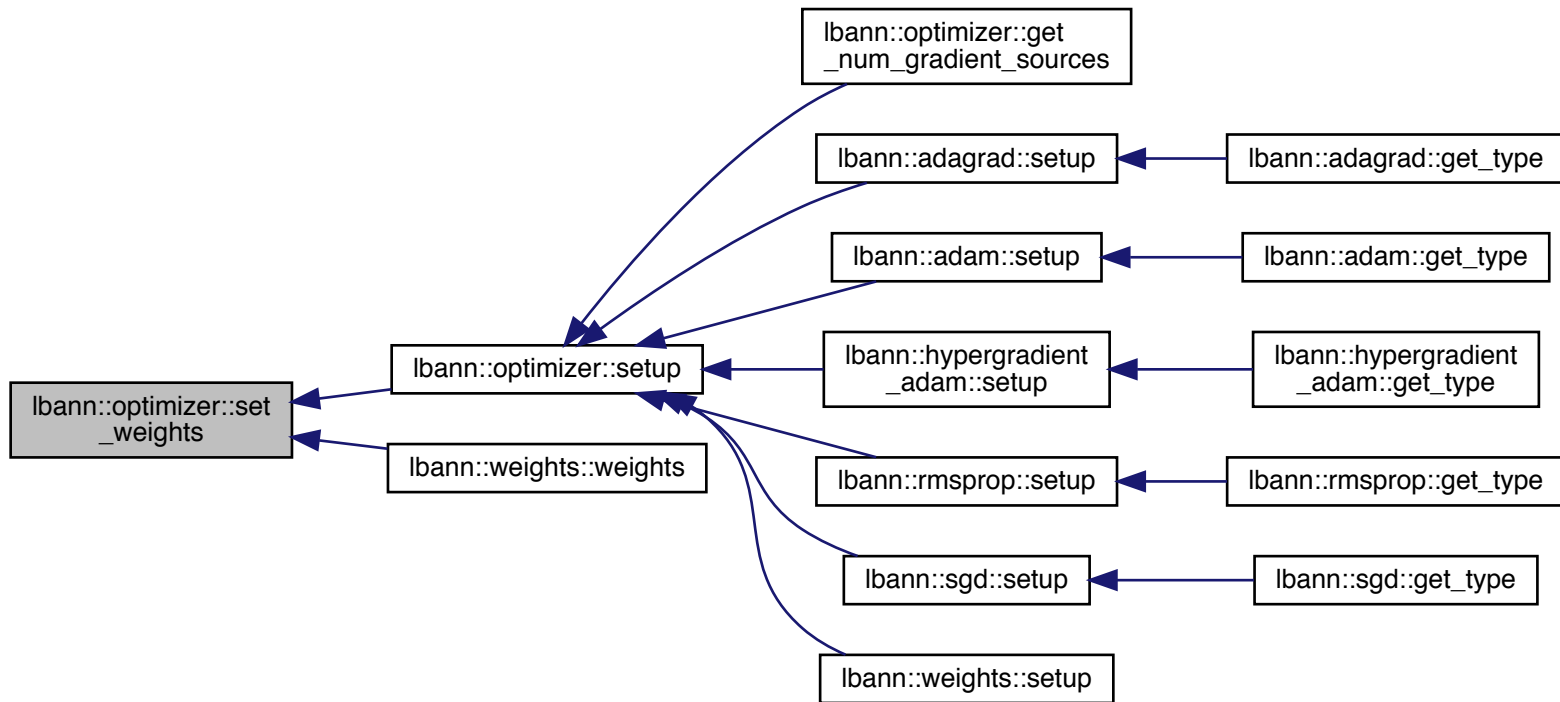 lbann::optimizer::get
_num_gradient_sources
lbann::adagrad::setup
lbann::adagrad::get_type
lbann::adam::setup
lbann::adam::get_type
lbann::optimizer::setup
lbann::hypergradient
_adam::setup
lbann::hypergradient
_adam::get_type
lbann::optimizer::set
_weights
lbann::weights::weights
lbann::rmsprop::setup
lbann::rmsprop::get_type
lbann::sgd::setup
lbann::sgd::get_type
lbann::weights::setup